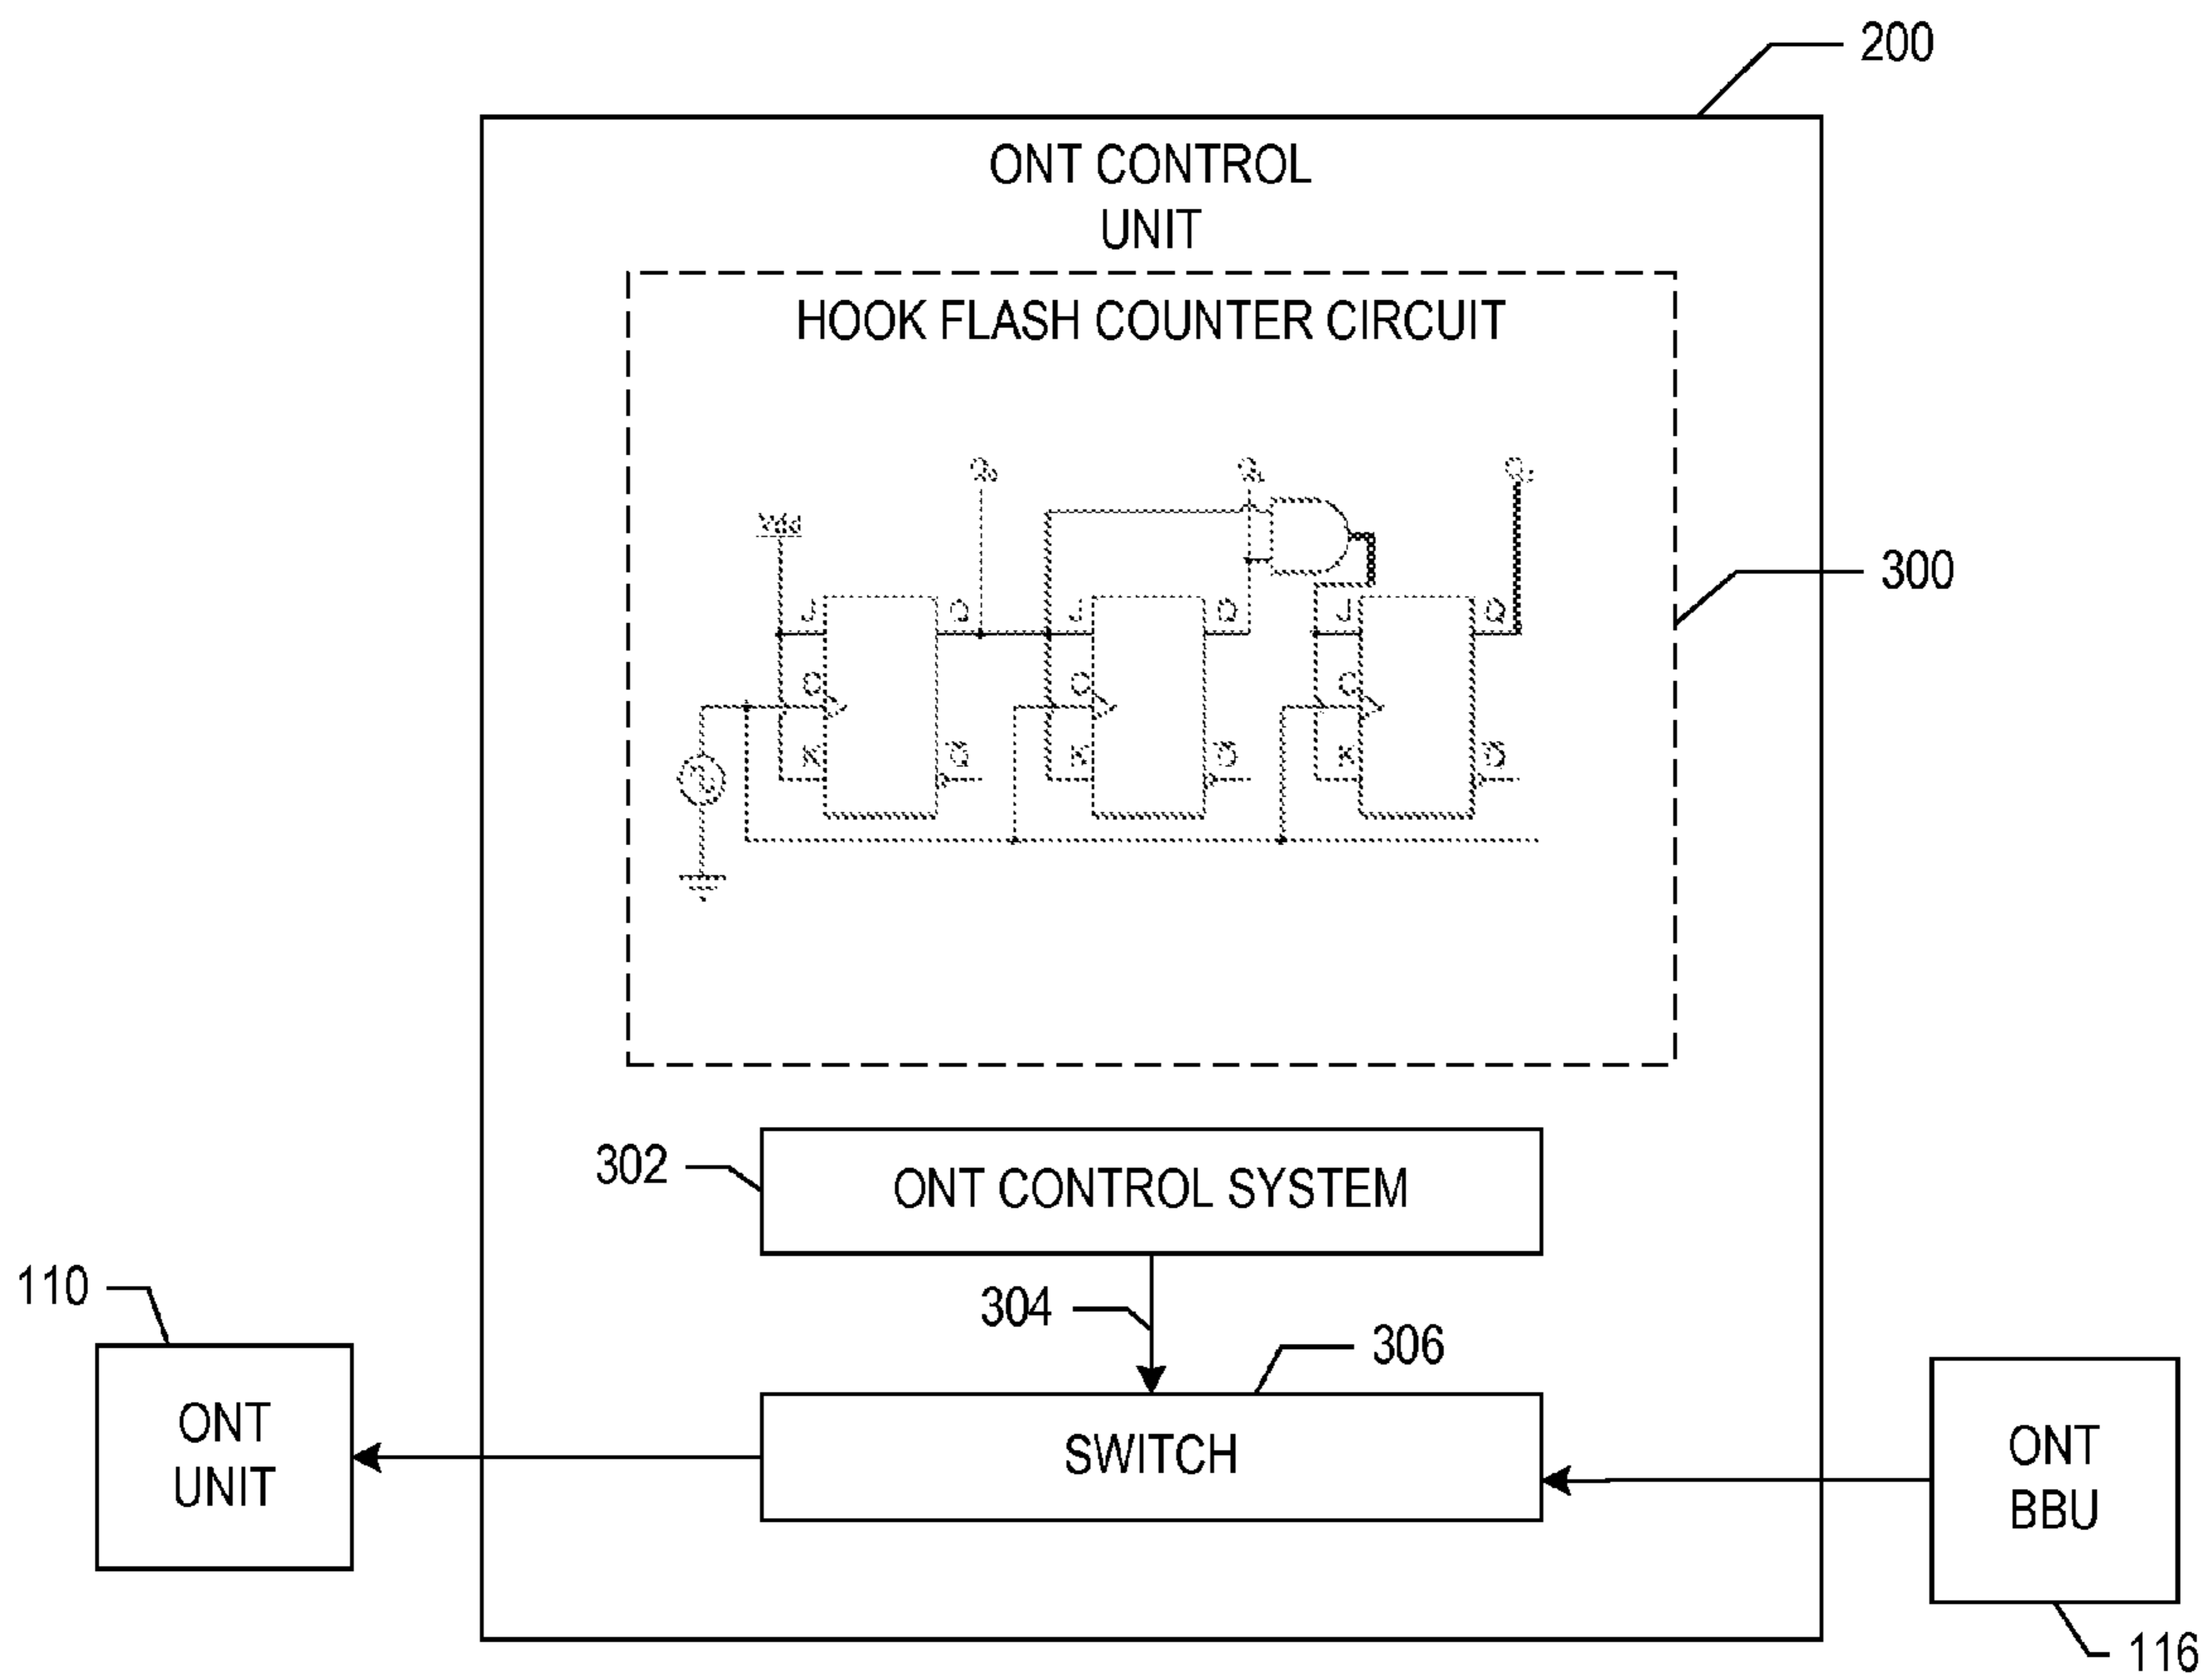 200
ONT CONTROL
UNIT
HOOK FLASH COUNTER CIRCUIT
Vdd
J Q J Q J Q
C C C
K Q K Q K Q
300
302
ONT CONTROL SYSTEM
110
304
306
ONT
UNIT
SWITCH
ONT
BBU
116